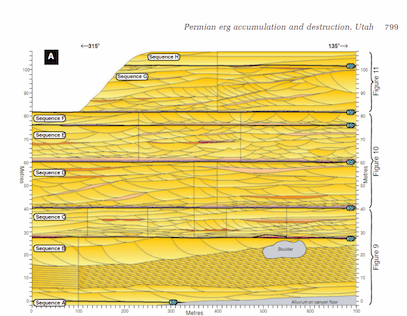 Permian erg accumulation and destruction, Utah 799
A
←315°
135°→
Sequence H
Sequence G
Sequence F
Sequence E
Sequence D
Sequence C
Sequence B
Sequence A
Boulder
Alluvium on canyon floor
Figure 11
Figure 10
Figure 9
Metres
Metres
100
90
80
70
60
50
40
30
20
10
0
100
90
80
70
60
50
40
30
20
10
0
0 100 200 300 400 500 600 700
Metres